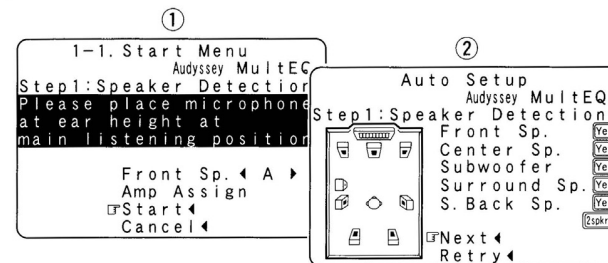 ①
1-1. Start Menu
Audyssey MultEQ
Step1:Speaker Detection
Please place microphone
at ear height at
main listening position
Front Sp. ◀ A ▶
Amp Assign
☞Start◀
Cancel◀
②
Auto Setup
Audyssey MultEQ
Step1:Speaker Detection
Front Sp.
Center Sp.
Subwoofer
Surround Sp.
S.Back Sp.
☞Next◀
Retry◀